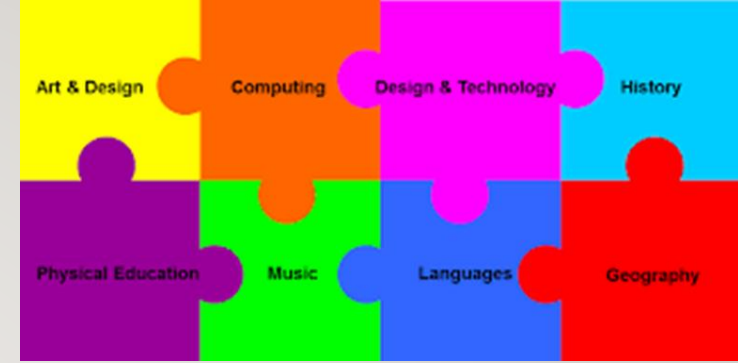 Art & Design
Computing
Design & Technology
History
Physical Education
Music
Languages
Geography